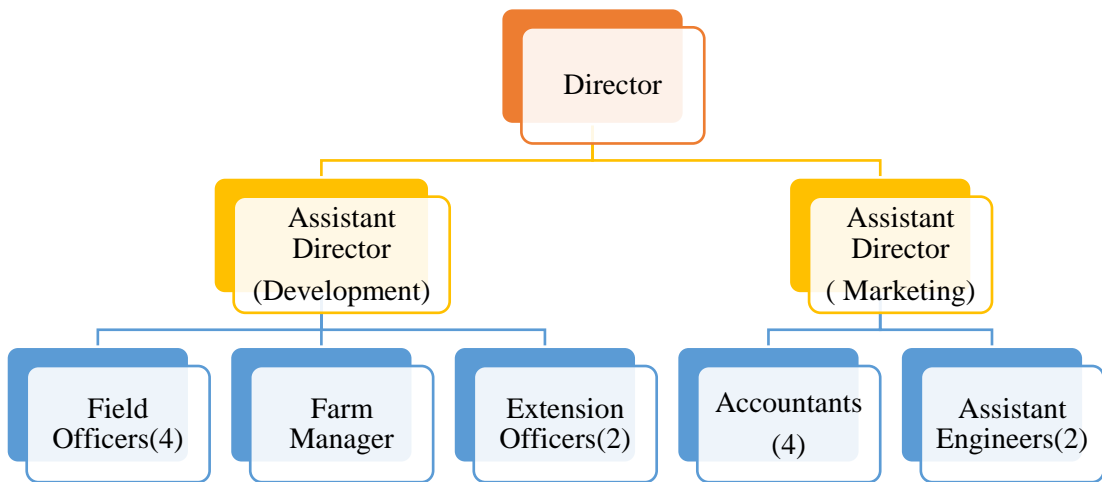 Director
Assistant
Director
(Development)
Assistant
Director
( Marketing)
Field
Officers(4)
Farm
Manager
Extension
Officers(2)
Accountants
(4)
Assistant
Engineers(2)